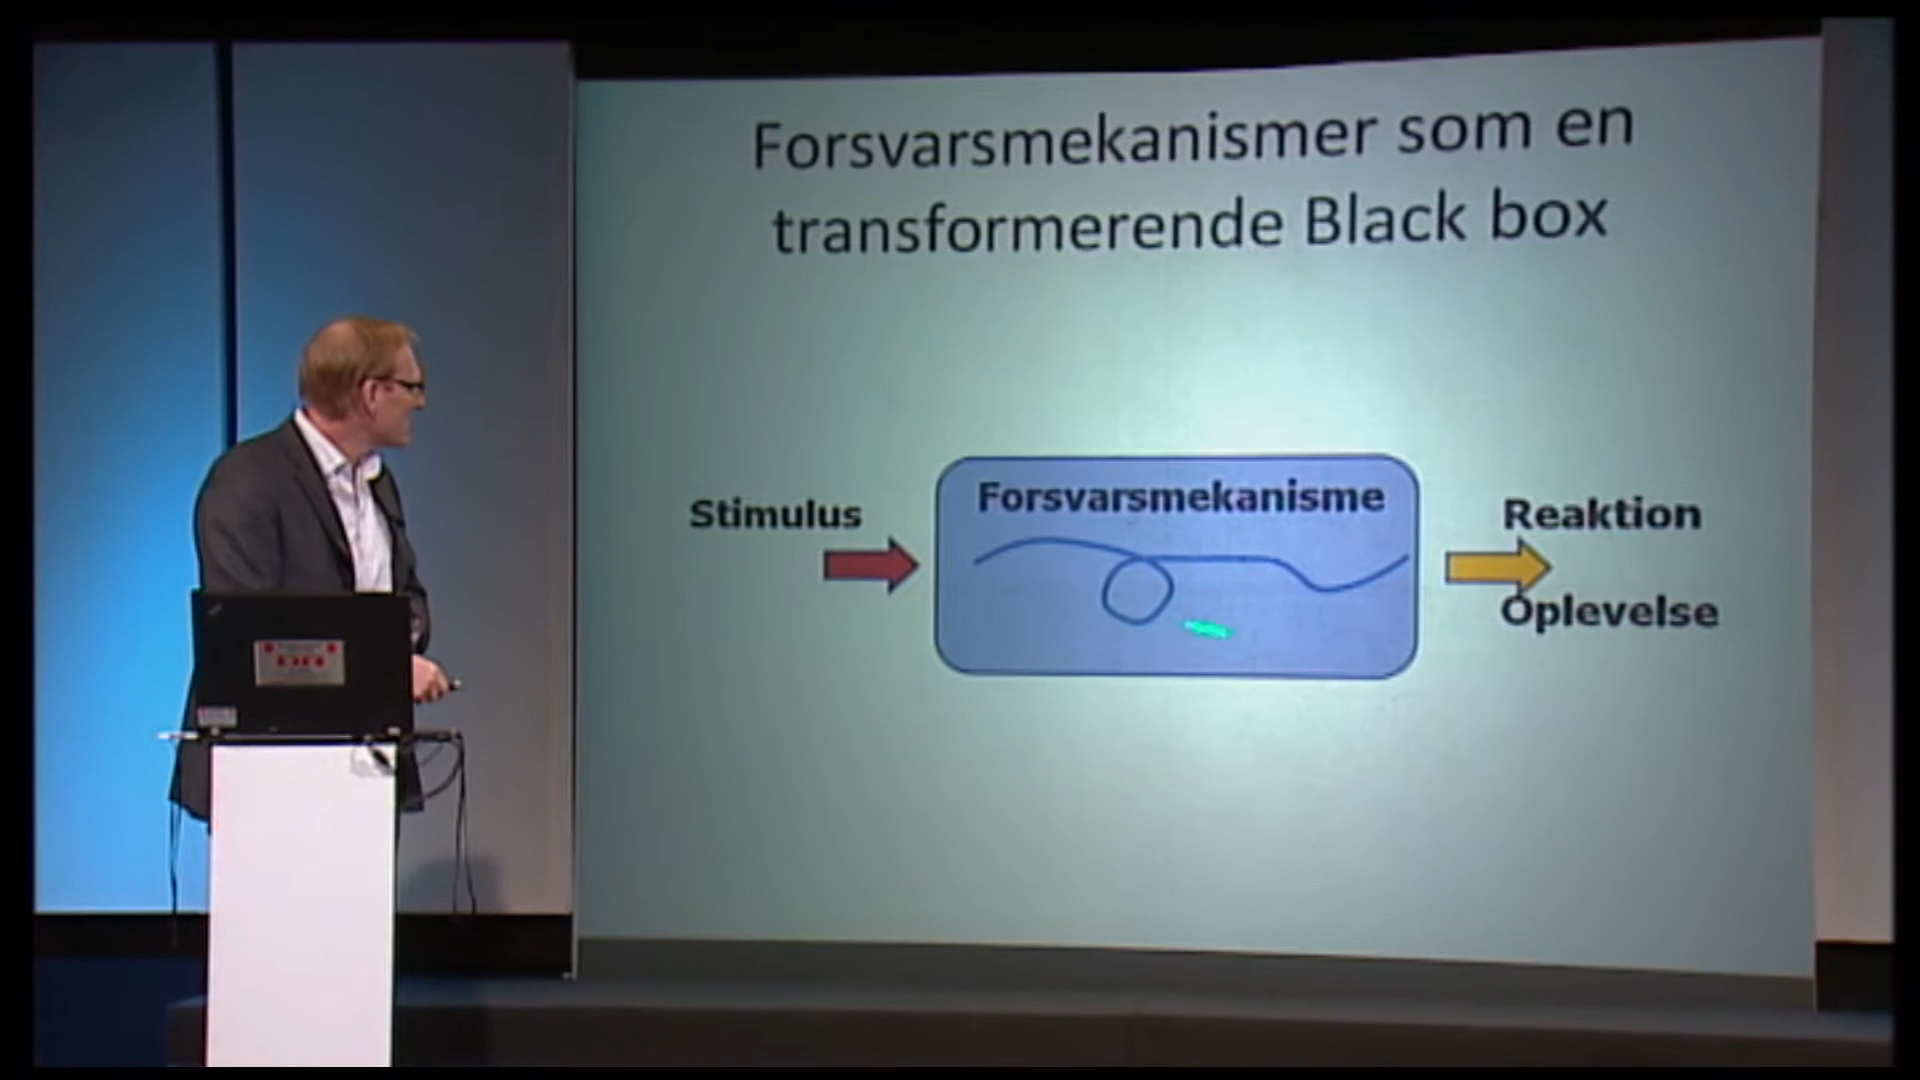 Forsvarsmekanismer som en
transformerende Black box
Stimulus
Forsvarsmekanisme
Reaktion
Oplevelse